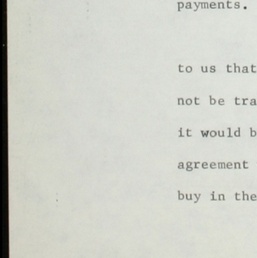 payments.
to us that
not be tra
it would b
agreement
buy in the